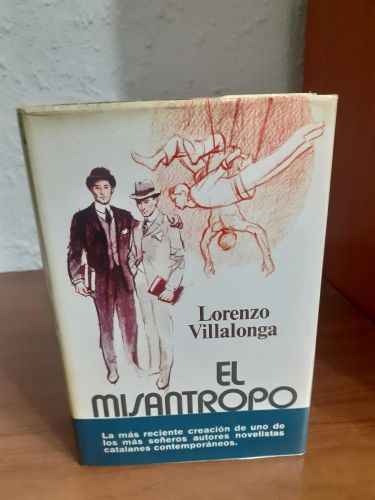 Lorenzo
Villalonga
EL
MISANTROPO
La más reciente creación de uno de
los más señeros autores novelistas
catalanes contemporáneos.